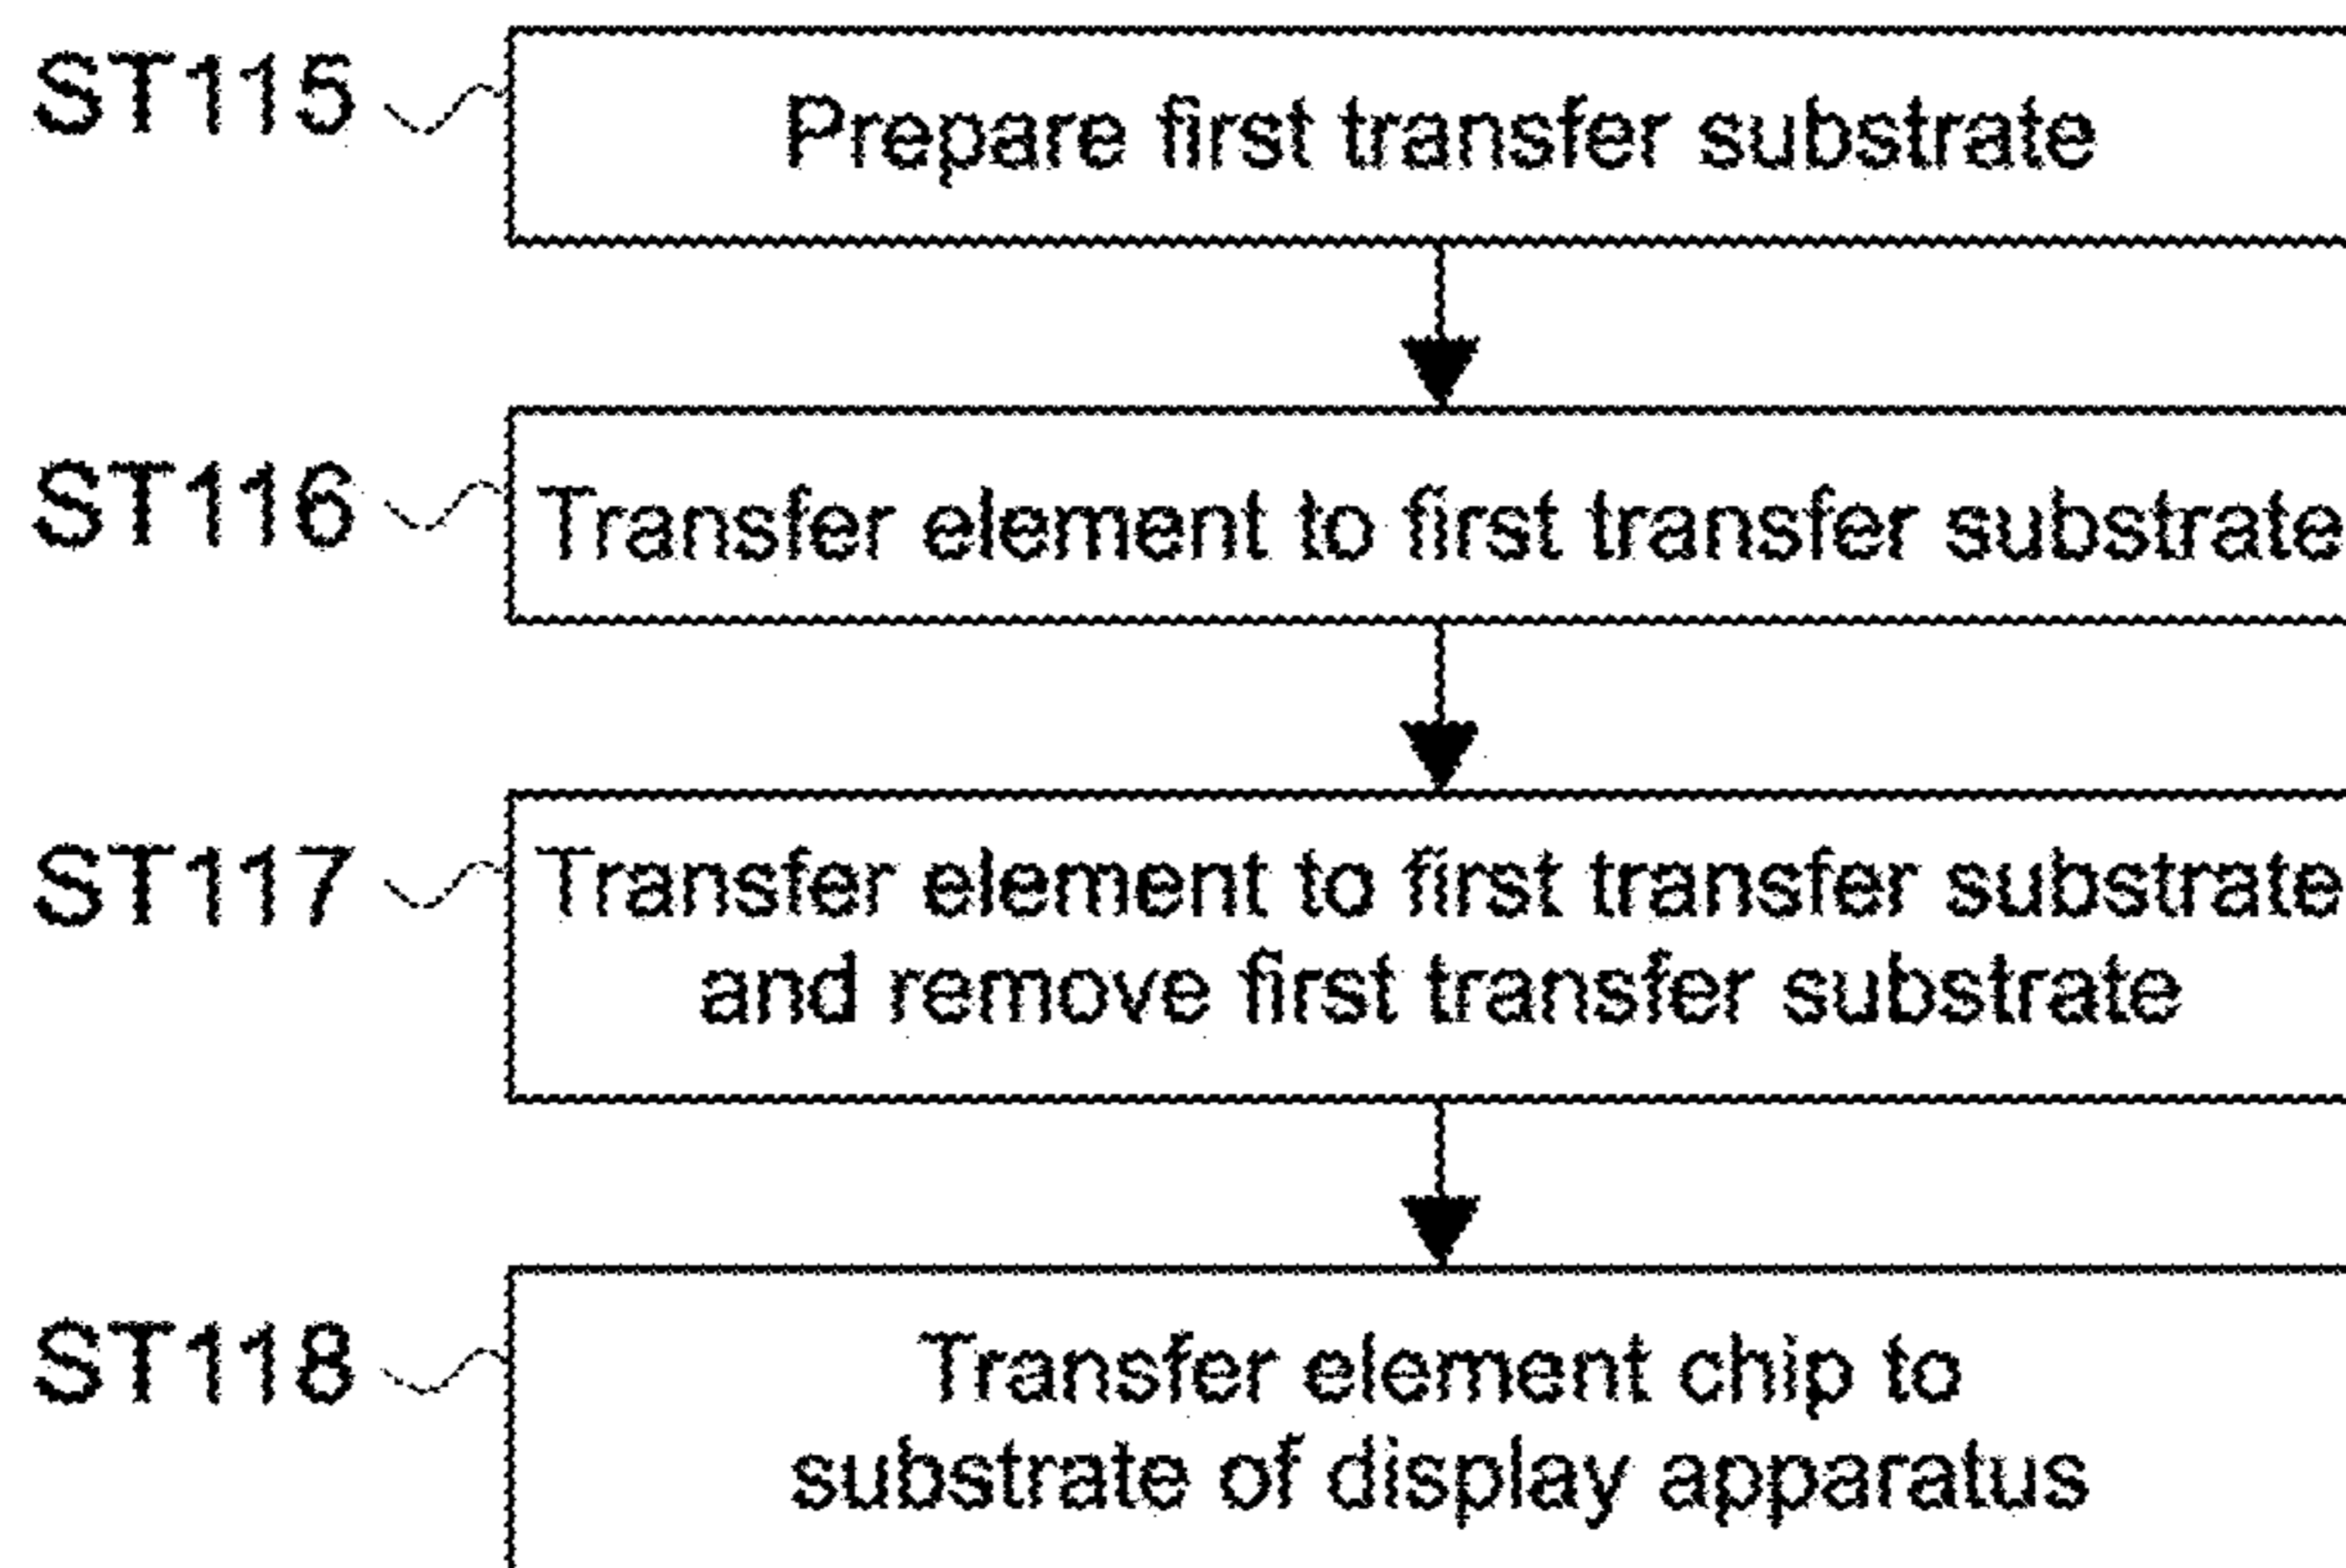 ST115
Prepare first transfer substrate
ST116
Transfer element to first transfer substrate
ST117
Transfer element to first transfer substrate
and remove first transfer substrate
ST118
Transfer element chip to
substrate of display apparatus